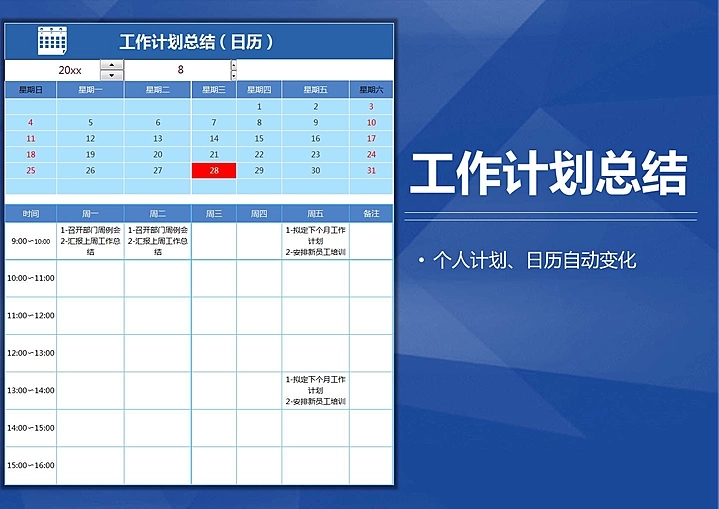 工作计划总结（日历）
20xx 8
星期日 星期一 星期二 星期三 星期四 星期五 星期六
1 2 3
4 5 6 7 8 9 10
11 12 13 14 15 16 17
18 19 20 21 22 23 24
25 26 27 28 29 30 31
时间 周一 周二 周三 周四 周五 备注
9:00~10:00
1-召开部门周例会
2-汇报上周工作总
结
1-召开部门周例会
2-汇报上周工作总
结
1-拟定下个月工作
计划
2-安排新员工培训
10:00~11:00
11:00~12:00
12:00~13:00
13:00~14:00
1-拟定下个月工作
计划
2-安排新员工培训
14:00~15:00
15:00~16:00
工作计划总结
• 个人计划、日历自动变化